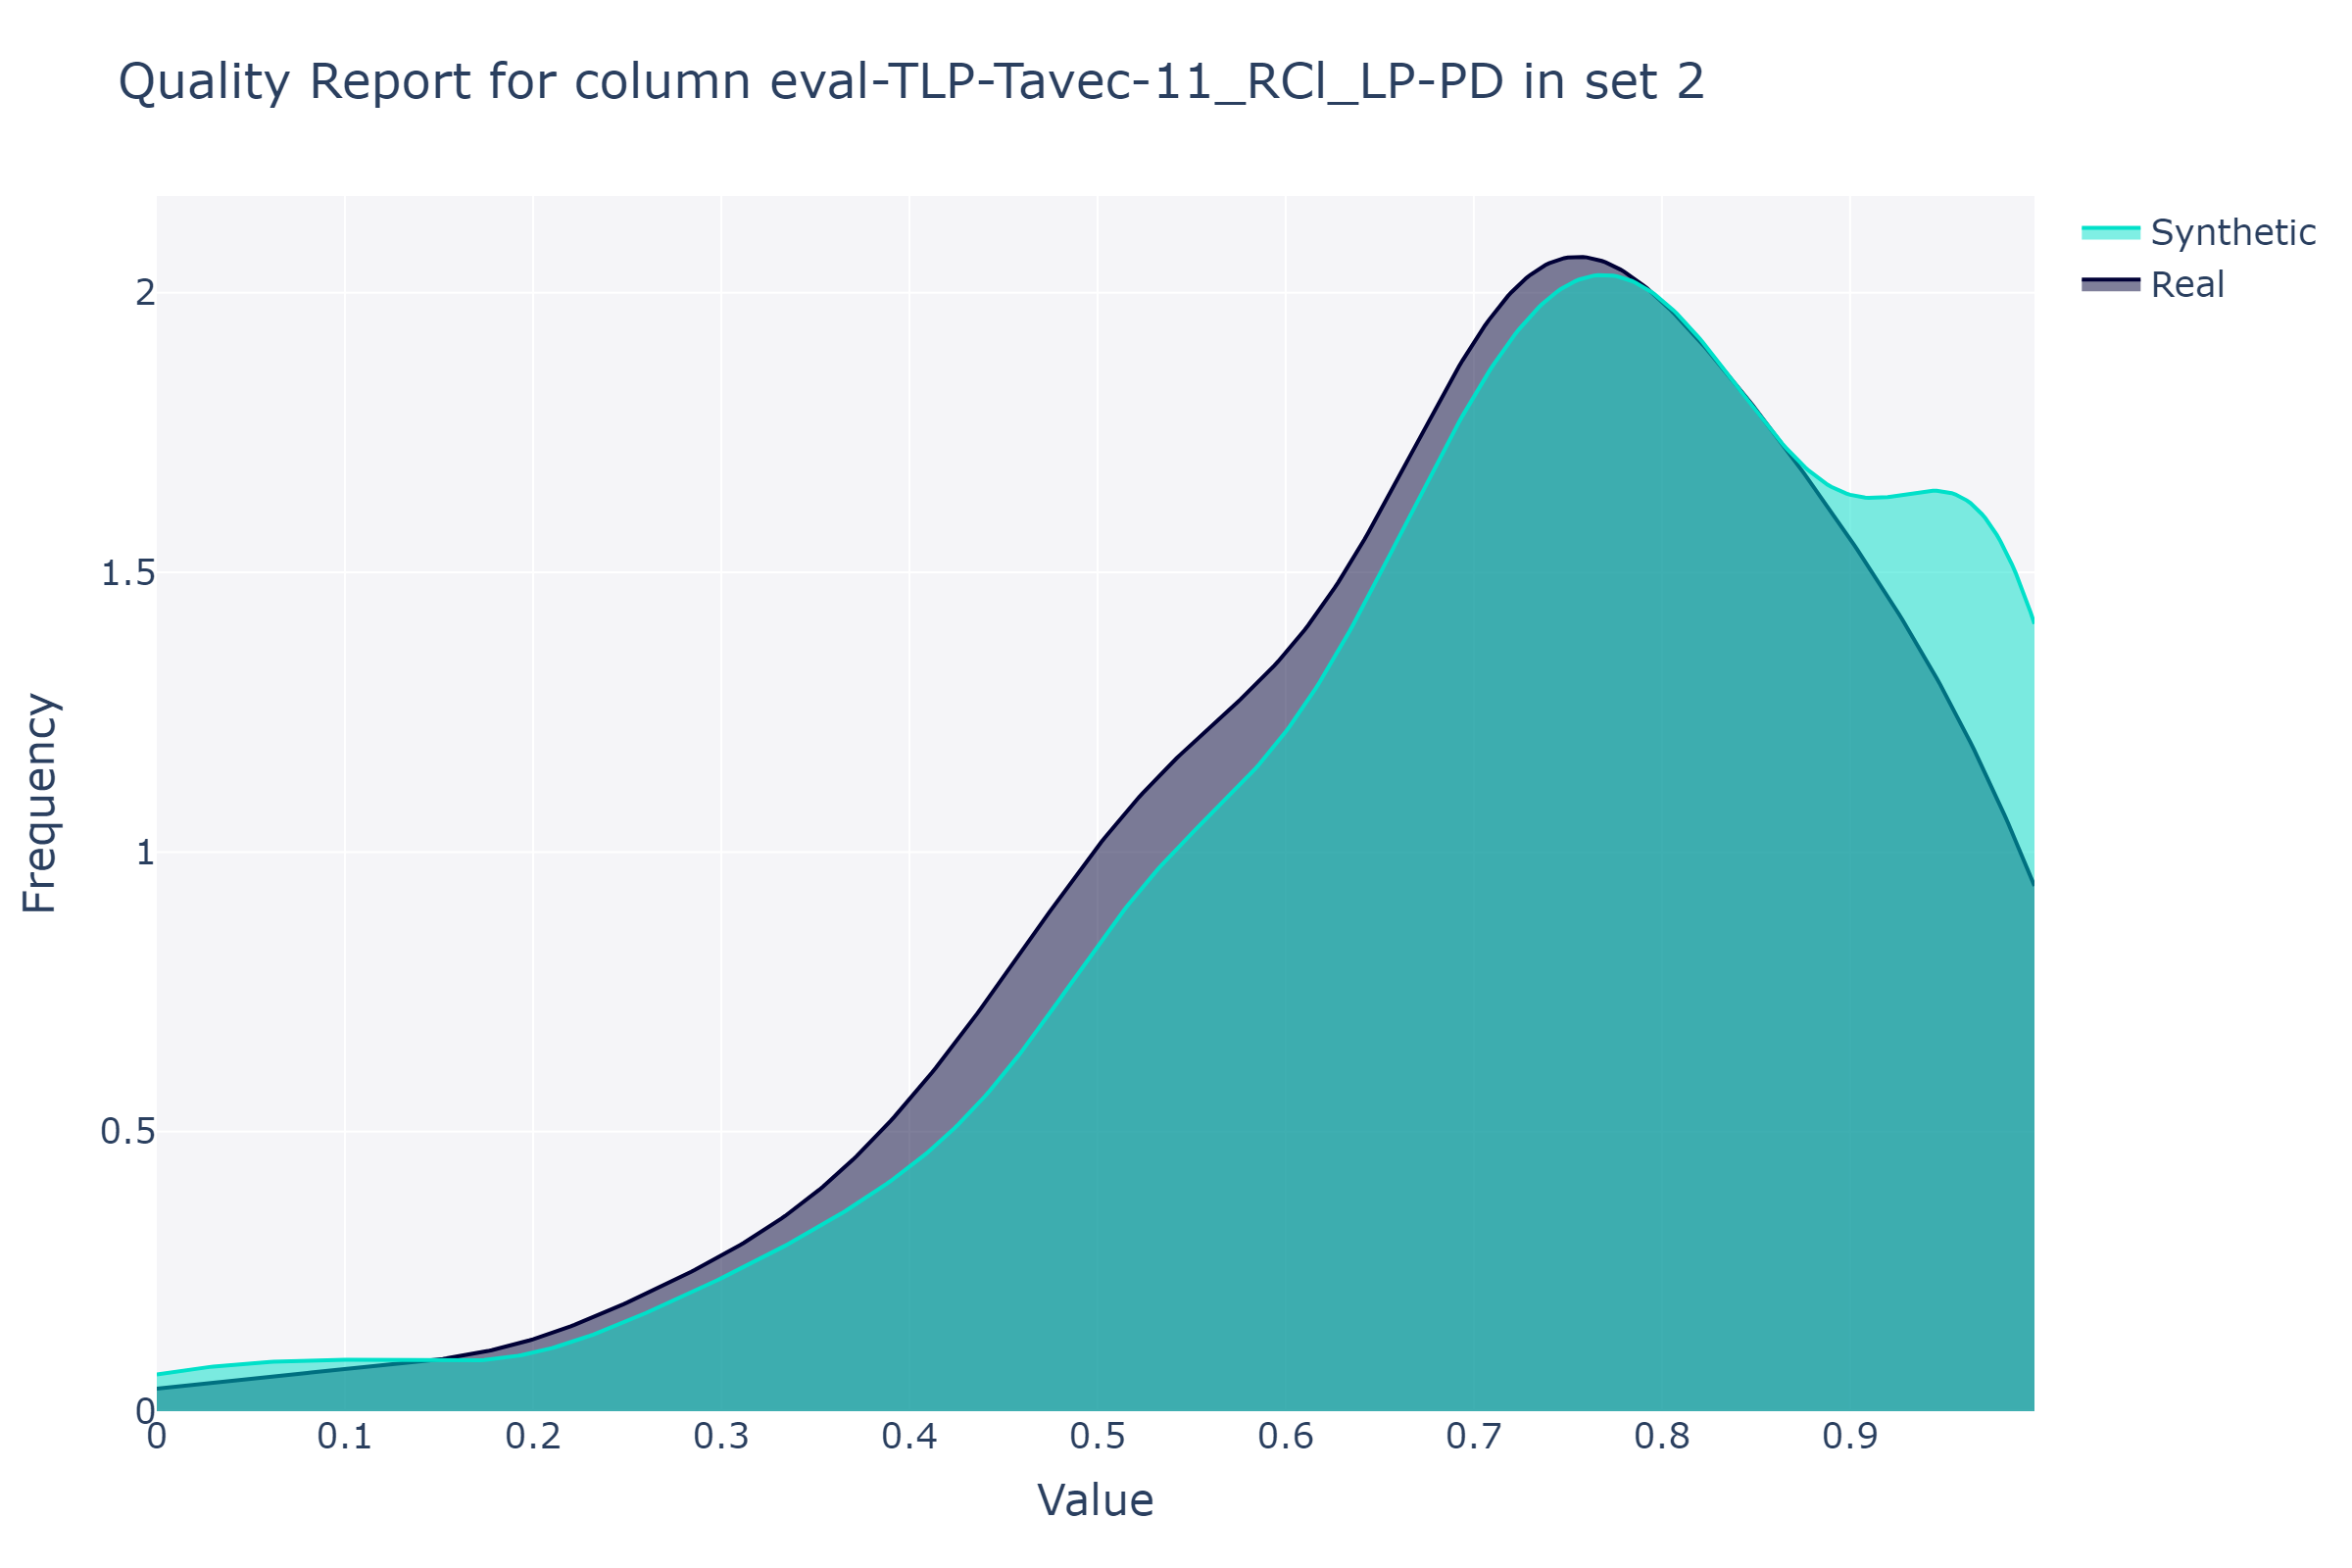 Quality Report for column eval-TLP-Tavec-11_RCl_LP-PD in set 2
Synthetic
Real
2
1.5
1
0.5
0
Frequency
0 0.1 0.2 0.3 0.4 0.5 0.6 0.7 0.8 0.9
Value